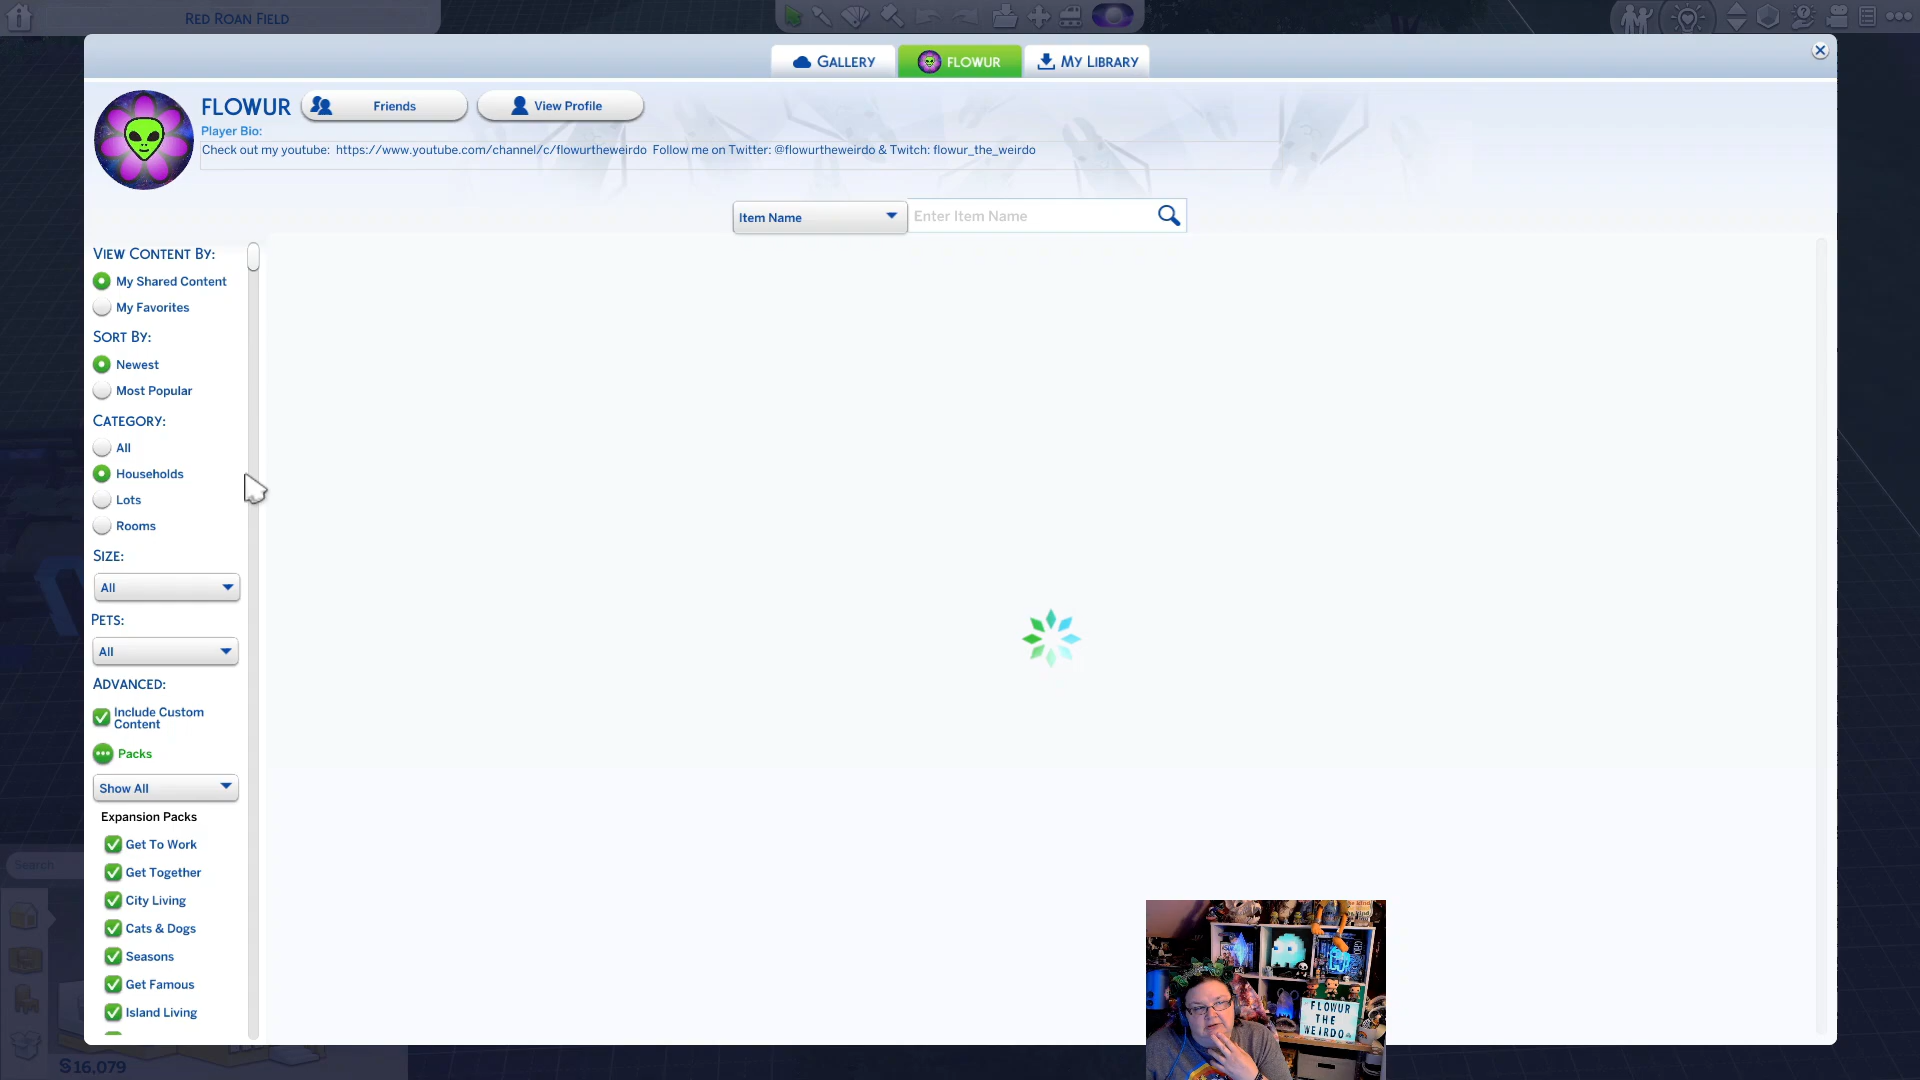 RED ROAN FIELD
GALLERY
FLOWUR
MY LIBRARY
FLOWUR
Friends
View Profile
Player Bio:
Check out my youtube: https://www.youtube.com/channel/c/flowurtheweirdo Follow me on Twitter: @flowurtheweirdo & Twitch: flowur_the_weirdo
Item Name
Enter Item Name
VIEW CONTENT BY:
My Shared Content
My Favorites
SORT BY:
Newest
Most Popular
CATEGORY:
All
Households
Lots
Rooms
SIZE:
All
PETS:
All
ADVANCED:
Include Custom
Content
Packs
Show All
Expansion Packs
Get To Work
Get Together
City Living
Cats & Dogs
Seasons
Get Famous
Island Living
Search
§16,079
FLOWUR
THE
WEIRDO